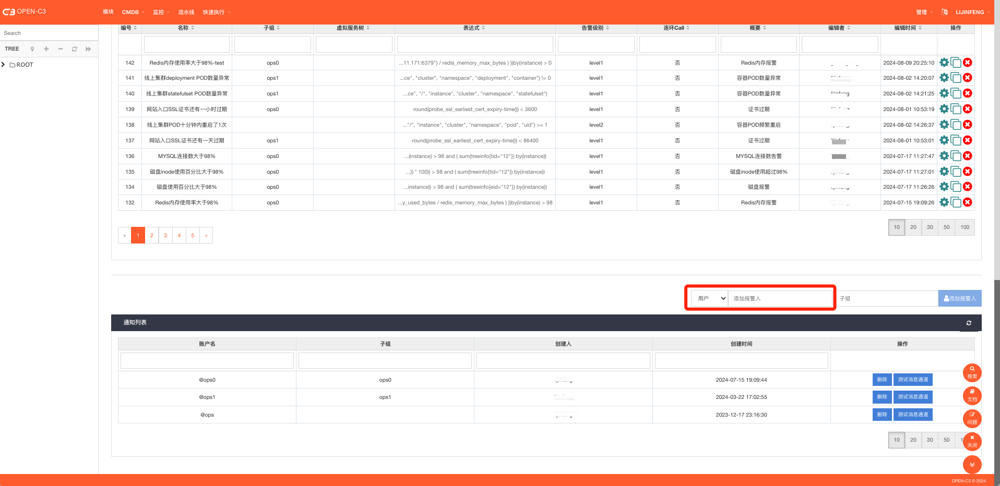 OPEN-C3 模块 CMDB 监控 流水线 快速执行 管理 LIJINFENG
Search
TREE
ROOT
编号 名称 子组 虚拟服务树 表达式 告警级别 连环Call 概要 编辑者 编辑时间 操作
142 Redis内存使用率大于98%-test ops0 ...11.171:6379"} / redis_memory_max_bytes ) ))by(instance) > 0 level1 否 Redis内存报警 2024-08-09 20:25:10
141 线上集群deployment POD数量异常 ops1 ...ce", "cluster", "namespace", "deployment", "container") != 0 level1 否 容器POD数量异常 2024-08-02 14:20:07
140 线上集群statefulset POD数量异常 ops1 ...ce", "/", "instance", "cluster", "namespace", "statefulset") level1 否 容器POD数量异常 2024-08-02 14:21:25
139 网站入口SSL证书还有一小时过期 ops0 round(probe_ssl_earliest_cert_expiry-time()) < 3600 level1 否 证书过期 2024-08-01 10:53:19
138 线上集群POD十分钟内重启了1次 ..."/", "instance", "cluster", "namespace", "pod", "uid") >= 1 level2 否 容器POD频繁重启 2024-08-02 14:26:37
137 网站入口SSL证书还有一天过期 ops1 round(probe_ssl_earliest_cert_expiry-time()) < 86400 level1 否 证书过期 2024-08-01 10:53:01
136 MYSQL连接数大于98% ops0 ...(instance) > 98 and ( sum(treeinfo{tid="12"}) by(instance)) level1 否 MYSQL连接数告警 2024-07-17 11:27:47
135 磁盘inode使用百分比大于98% ops0 ...}) * 100)) > 98 and ( sum(treeinfo{tid="12"}) by(instance)) level1 否 磁盘inode使用超过98% 2024-07-17 11:27:01
134 磁盘使用百分比大于98% ops0 ...instance)) > 98 and ( sum(treeinfo{eid="12"}) by(instance)) level1 否 磁盘报警 2024-07-17 11:26:26
132 Redis内存使用率大于98% ops0 ...y_used_bytes / redis_memory_max_bytes ) ))by(instance) > 98 level1 否 Redis内存报警 2024-07-15 19:09:26
« 1 2 3 4 5 »
10 20 30 50 100
用户 添加报警人 子组 添加报警人
通知列表
账户名 子组 创建人 创建时间 操作
@ops0 ops0 2024-07-15 19:09:44 删除 测试消息通道
@ops1 ops1 2024-03-22 17:02:55 删除 测试消息通道
@ops 2023-12-17 23:16:30 删除 测试消息通道
10 20 30 50
搜索
文档
问题
关闭
OPEN-C3 © 2024